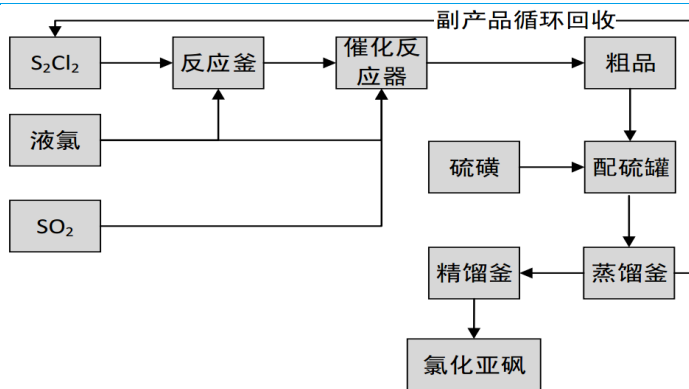 副产品循环回收
S₂Cl₂
反应釜
催化反
应器
粗品
液氯
硫磺
配硫罐
SO₂
精馏釜
蒸馏釜
氯化亚砜